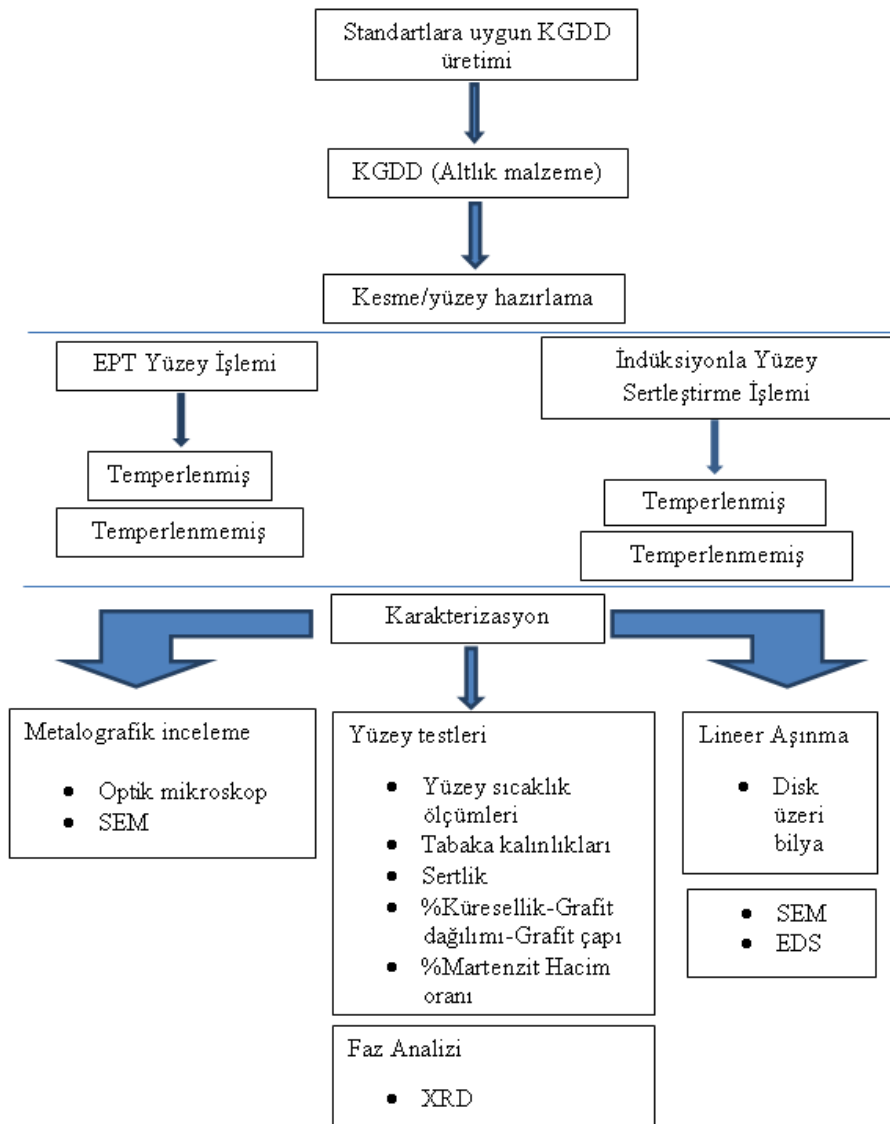 Standartlara uygun KGDD
üretimi
KGDD (Altlık malzeme)
Kesme/yüzey hazırlama
EPT Yüzey İşlemi
Temperlenmiş
Temperlenmemiş
İndüksiyonla Yüzey
Sertleştirme İşlemi
Temperlenmiş
Temperlenmemiş
Karakterizasyon
Metalografik inceleme
• Optik mikroskop
• SEM
Yüzey testleri
• Yüzey sıcaklık
ölçümleri
• Tabaka kalınlıkları
• Sertlik
• %Küresellik-Grafit
dağılımı-Grafit çapı
• %Martenzit Hacim
oranı
Faz Analizi
• XRD
Lineer Aşınma
• Disk
üzeri
bilya
• SEM
• EDS